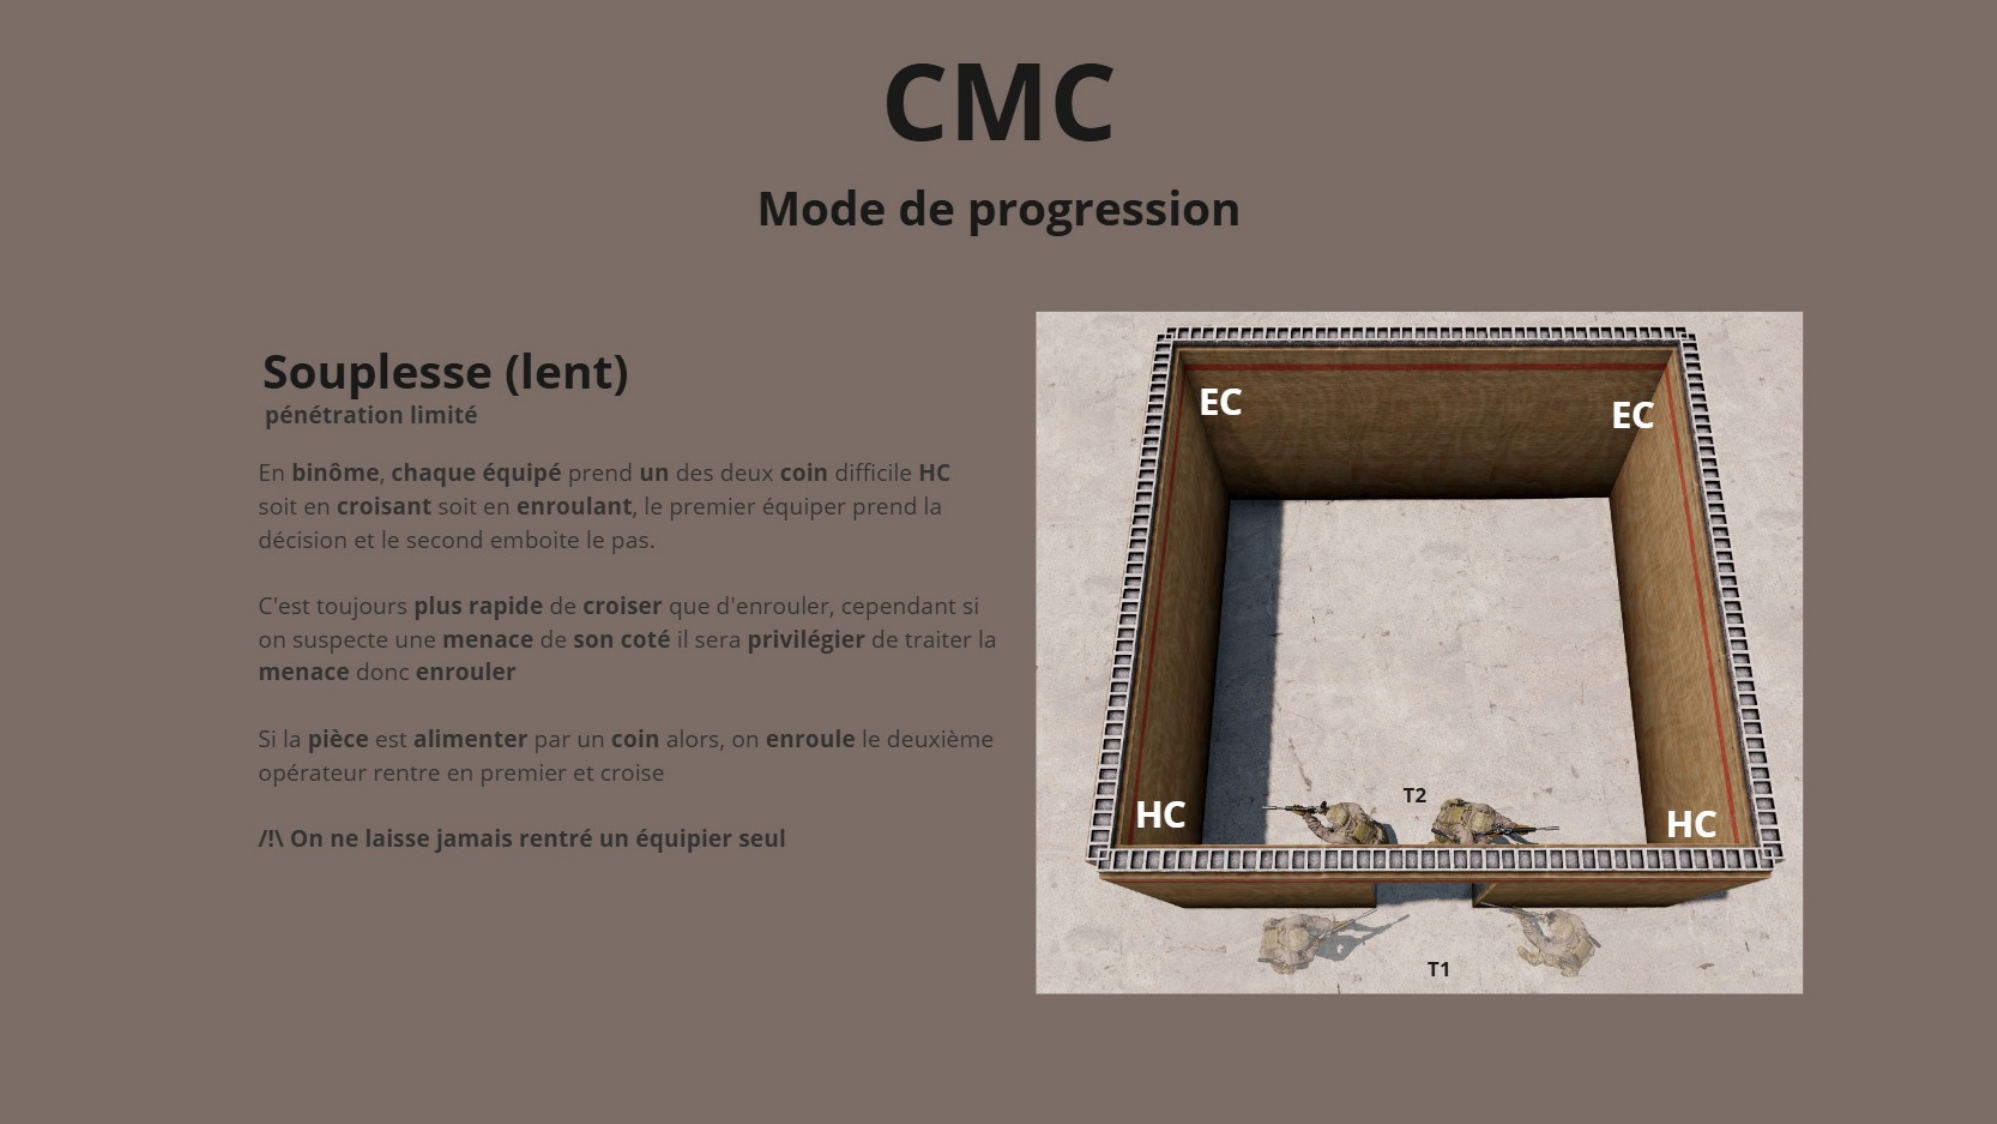 CMC
Mode de progression
Souplesse (lent)
pénétration limité
En binôme, chaque équipé prend un des deux coin difficile HC
soit en croisant soit en enroulant, le premier équiper prend la
décision et le second emboite le pas.
C'est toujours plus rapide de croiser que d'enrouler, cependant si
on suspecte une menace de son coté il sera privilégier de traiter la
menace donc enrouler
Si la pièce est alimenter par un coin alors, on enroule le deuxième
opérateur rentre en premier et croise
/!\ On ne laisse jamais rentré un équipier seul
EC
EC
T2
HC
HC
T1